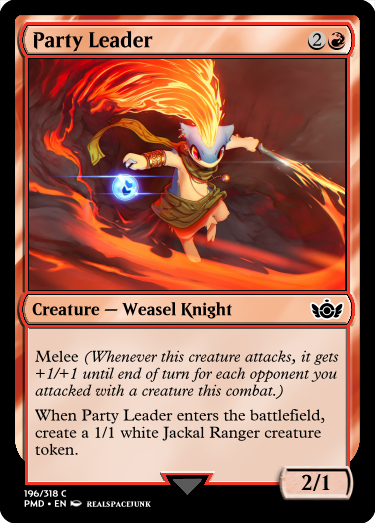 Party Leader 2
Creature — Weasel Knight
Melee (Whenever this creature attacks, it gets
+1/+1 until end of turn for each opponent you
attacked with a creature this combat.)
When Party Leader enters the battlefield,
create a 1/1 white Jackal Ranger creature
token.
2/1
196/318 C
PMD • EN REALSPACEJUNK